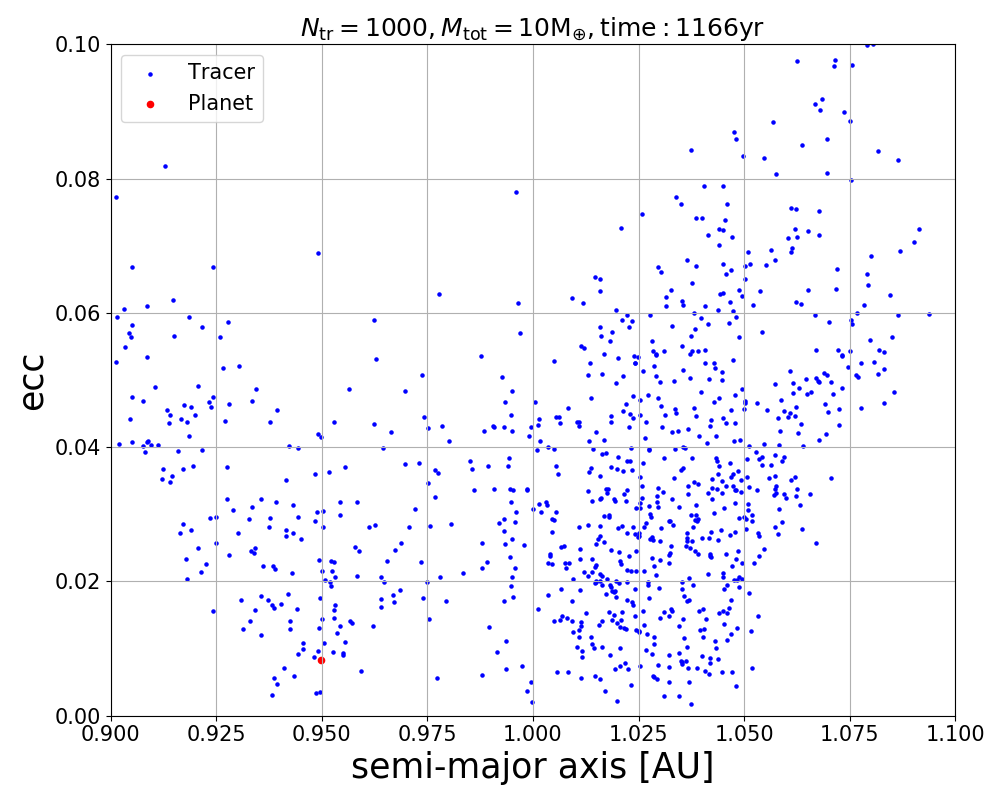 N_tr = 1000, M_tot = 10M_⊕, time : 1166yr
Tracer
Planet
ecc
0.10
0.08
0.06
0.04
0.02
0.00
0.900 0.925 0.950 0.975 1.000 1.025 1.050 1.075 1.100
semi-major axis [AU]